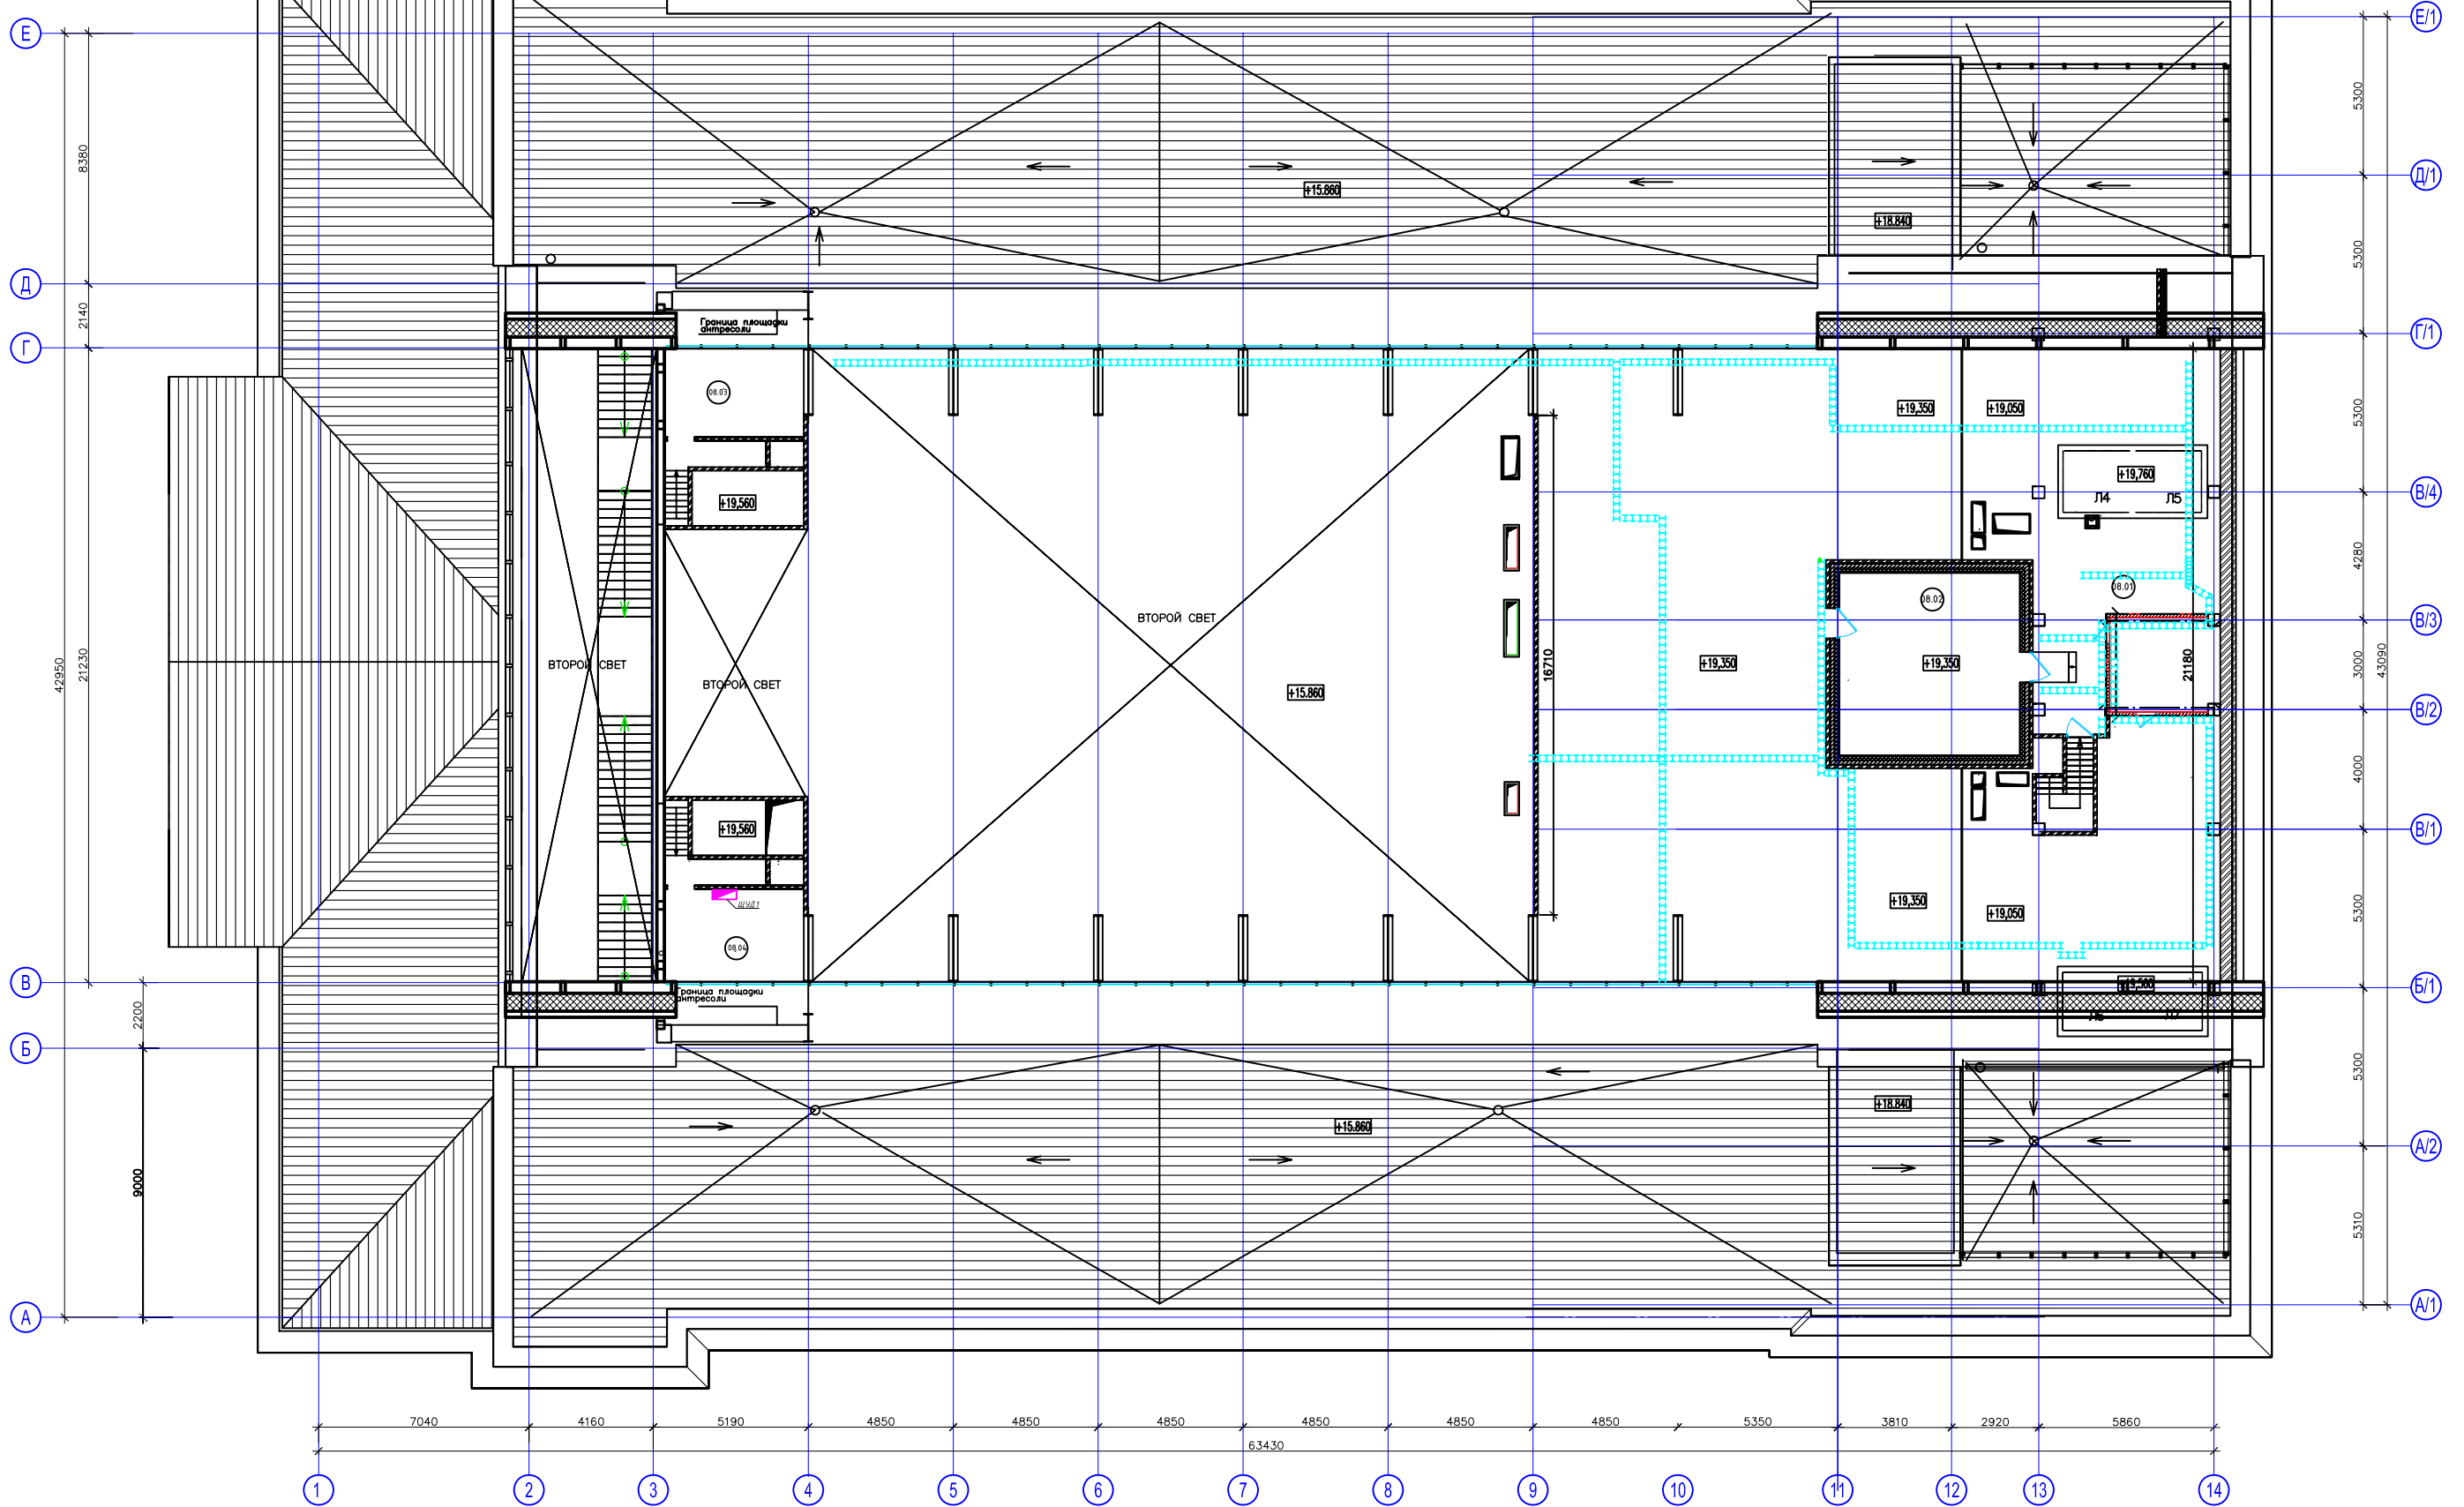 Е
Е/1
5300
8380
Д/1
+15.860
+18.840
5300
Д
2140
Граница площадки
антресоли
Г/1
Г
08.03
+19,350
+19,050
5300
+19,760
Л4
Л5
В/4
+19,560
4280
08.01
08.02
ВТОРОЙ СВЕТ
В/3
42950
21230
ВТОРОЙ СВЕТ
ВТОРОЙ СВЕТ
+15.860
16710
+19,350
+19,350
21180
3000
43090
В/2
4000
+19,560
В/1
ЩУД1
+19,350
+19,050
5300
08.04
В
Граница площадки
антресоли
+19,560
Б/1
2200
Л6
Л7
Б
5300
+18.840
+15.860
А/2
9000
5310
А
А/1
7040
4160
5190
4850
4850
4850
4850
4850
4850
5350
3810
2920
5860
63430
1
2
3
4
5
6
7
8
9
10
11
12
13
14